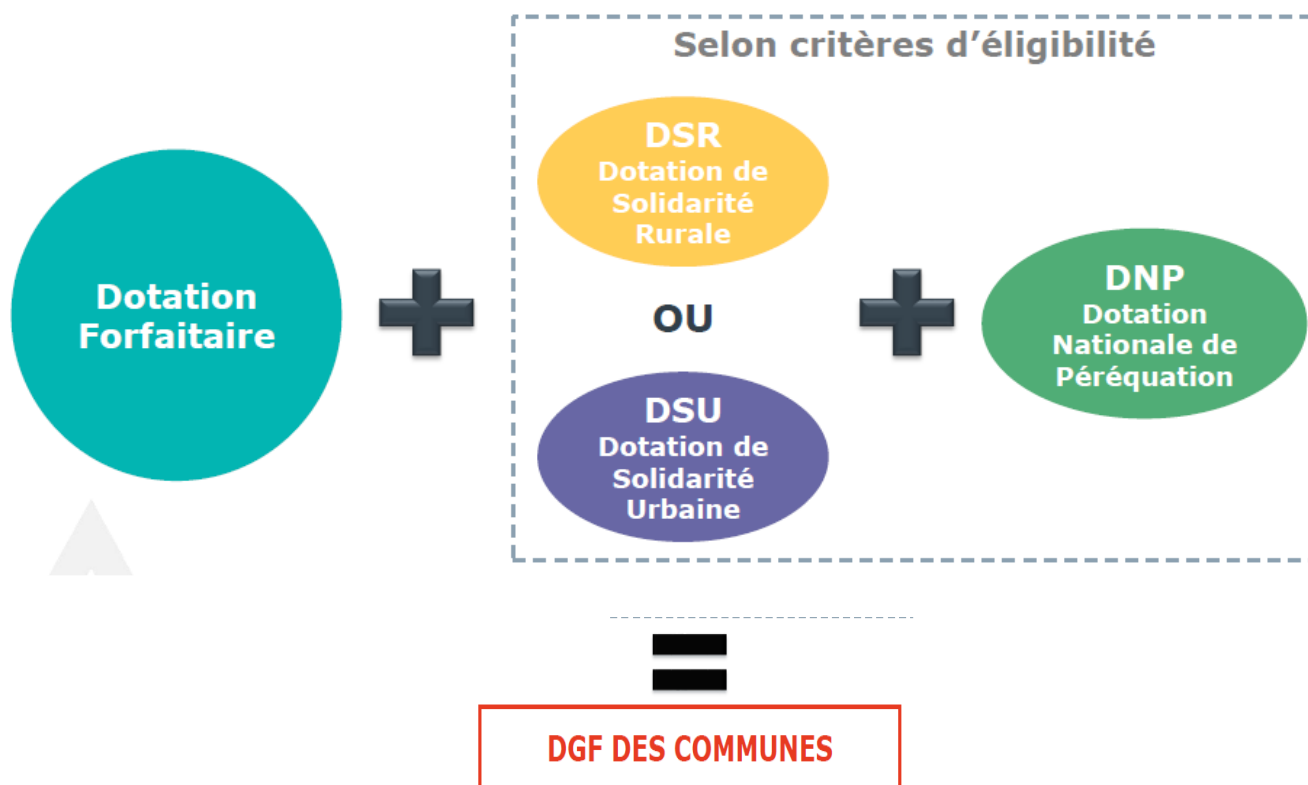 Selon critères d'éligibilité
Dotation
Forfaitaire
DSR
Dotation de
Solidarité
Rurale
OU
DSU
Dotation de
Solidarité
Urbaine
DNP
Dotation
Nationale de
Péréquation
DGF DES COMMUNES